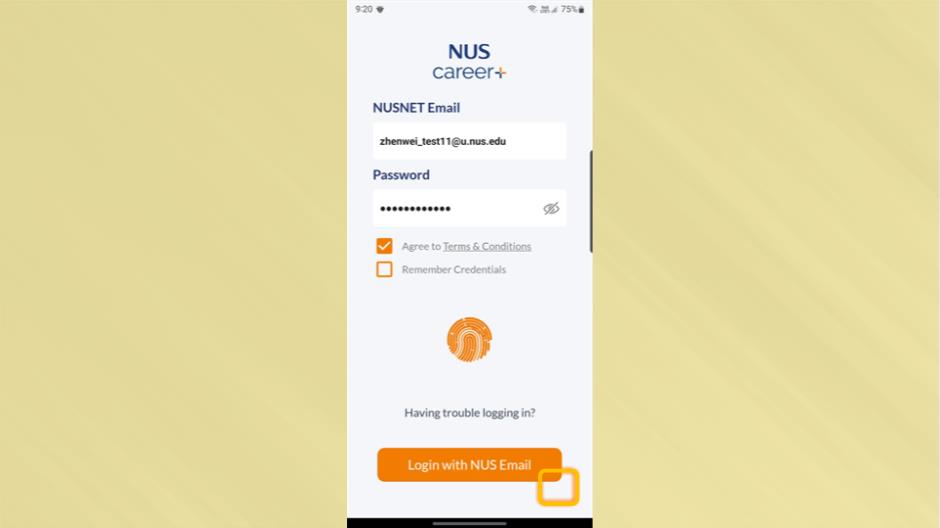 9:20
75%
NUS
career+
NUSNET Email
zhenwei_test11@u.nus.edu
Password
••••••••••••
Agree to Terms & Conditions
Remember Credentials
Having trouble logging in?
Login with NUS Email